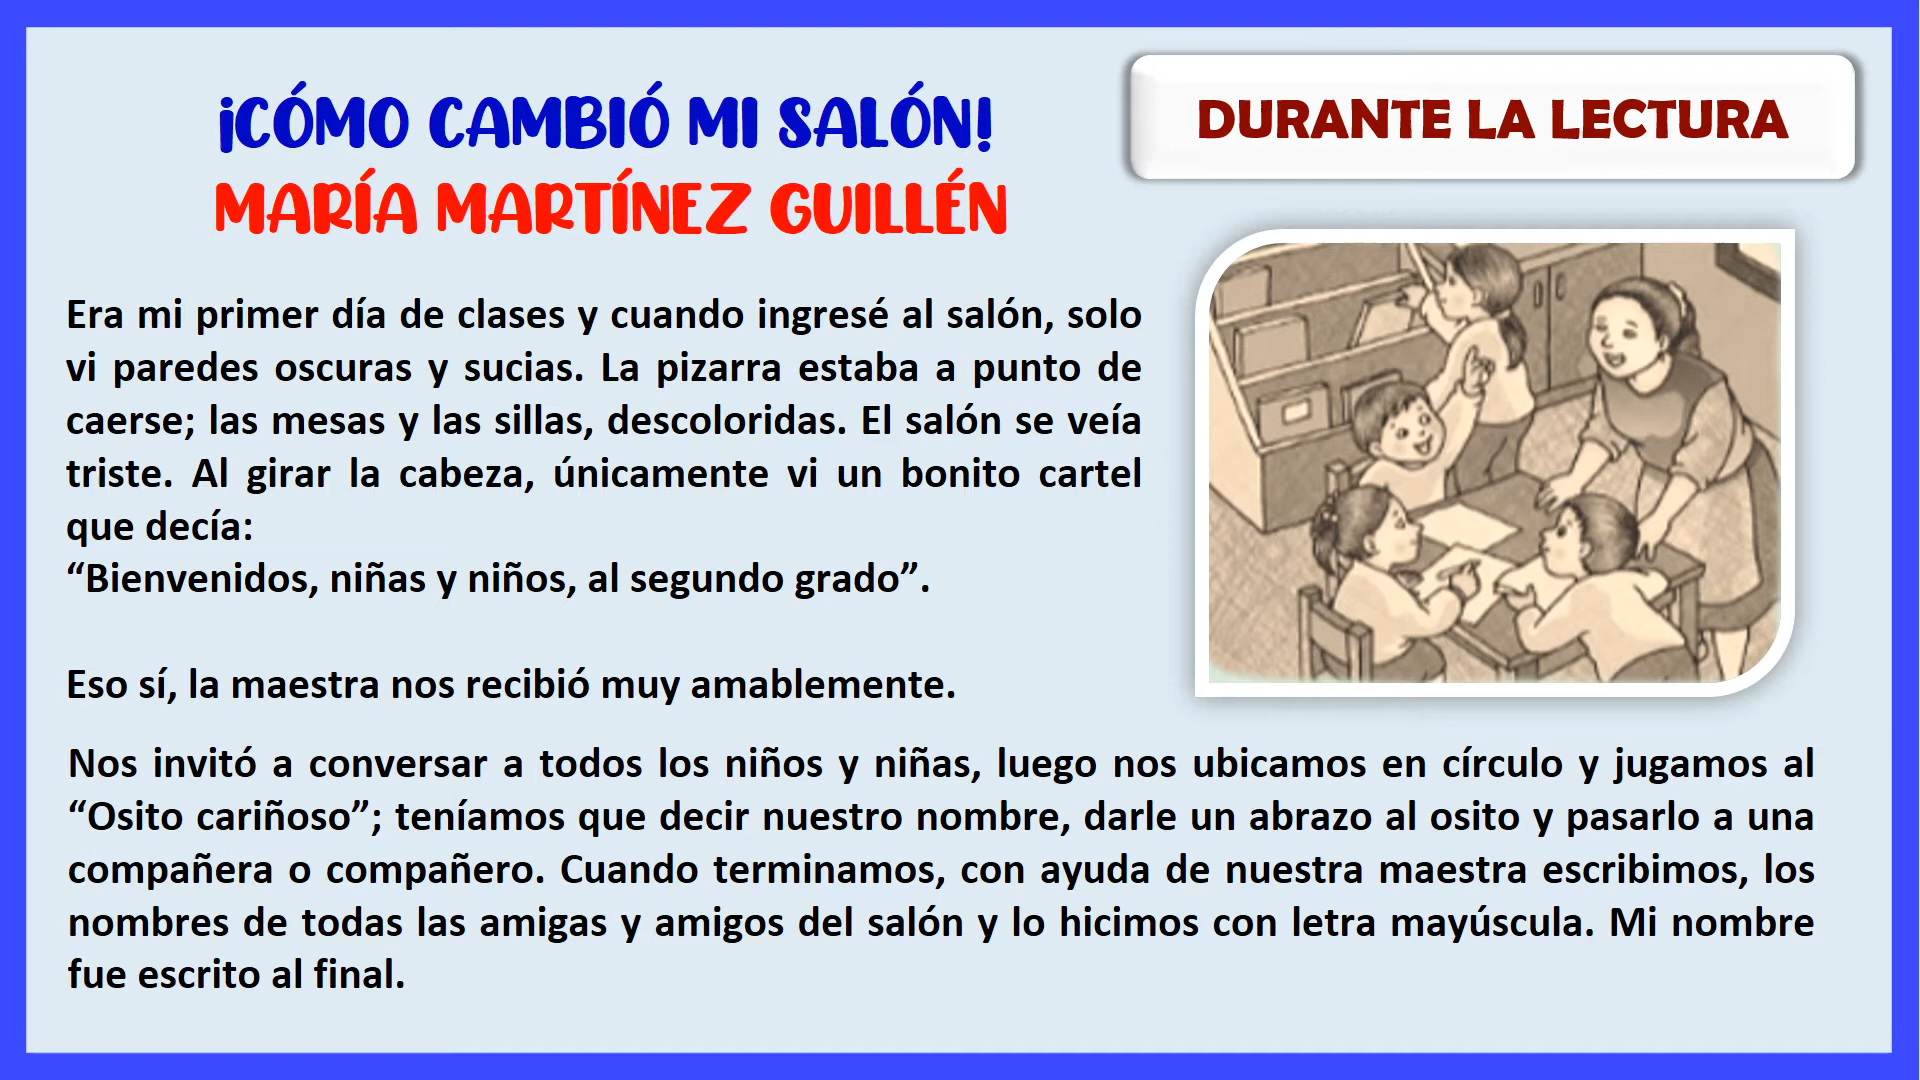 ¡CÓMO CAMBIÓ MI SALÓN!
MARÍA MARTÍNEZ GUILLÉN
DURANTE LA LECTURA
Era mi primer día de clases y cuando ingresé al salón, solo
vi paredes oscuras y sucias. La pizarra estaba a punto de
caerse; las mesas y las sillas, descoloridas. El salón se veía
triste. Al girar la cabeza, únicamente vi un bonito cartel
que decía:
“Bienvenidos, niñas y niños, al segundo grado”.
Eso sí, la maestra nos recibió muy amablemente.
Nos invitó a conversar a todos los niños y niñas, luego nos ubicamos en círculo y jugamos al
“Osito cariñoso”; teníamos que decir nuestro nombre, darle un abrazo al osito y pasarlo a una
compañera o compañero. Cuando terminamos, con ayuda de nuestra maestra escribimos, los
nombres de todas las amigas y amigos del salón y lo hicimos con letra mayúscula. Mi nombre
fue escrito al final.